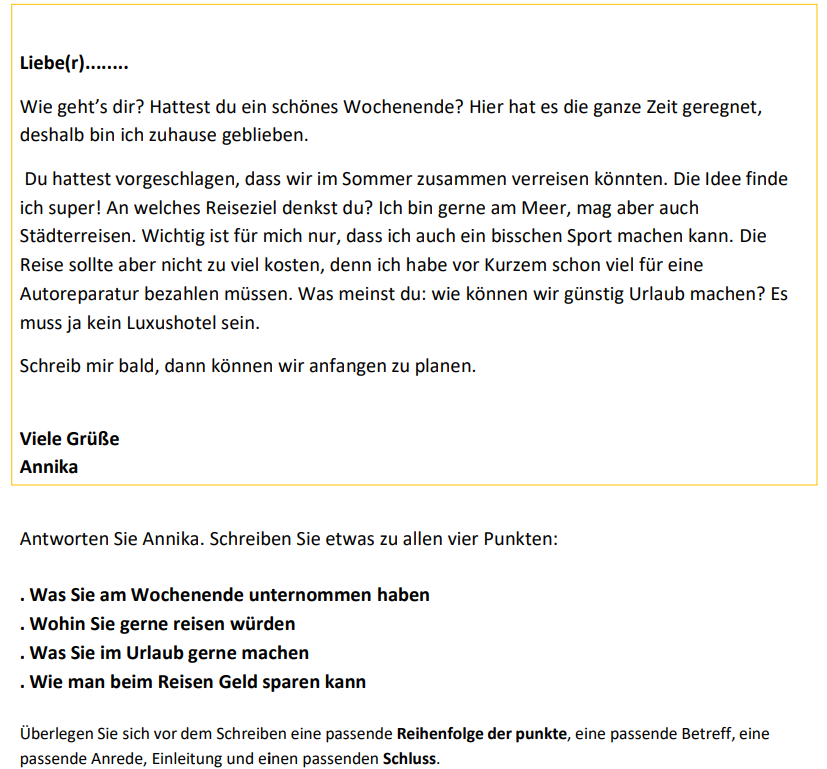 Liebe(r)........
Wie geht’s dir? Hattest du ein schönes Wochenende? Hier hat es die ganze Zeit geregnet,
deshalb bin ich zuhause geblieben.
Du hattest vorgeschlagen, dass wir im Sommer zusammen verreisen könnten. Die Idee finde
ich super! An welches Reiseziel denkst du? Ich bin gerne am Meer, mag aber auch
Städterreisen. Wichtig ist für mich nur, dass ich auch ein bisschen Sport machen kann. Die
Reise sollte aber nicht zu viel kosten, denn ich habe vor Kurzem schon viel für eine
Autoreparatur bezahlen müssen. Was meinst du: wie können wir günstig Urlaub machen? Es
muss ja kein Luxushotel sein.
Schreib mir bald, dann können wir anfangen zu planen.
Viele Grüße
Annika
Antworten Sie Annika. Schreiben Sie etwas zu allen vier Punkten:
. Was Sie am Wochenende unternommen haben
. Wohin Sie gerne reisen würden
. Was Sie im Urlaub gerne machen
. Wie man beim Reisen Geld sparen kann
Überlegen Sie sich vor dem Schreiben eine passende Reihenfolge der punkte, eine passende Betreff, eine
passende Anrede, Einleitung und einen passenden Schluss.